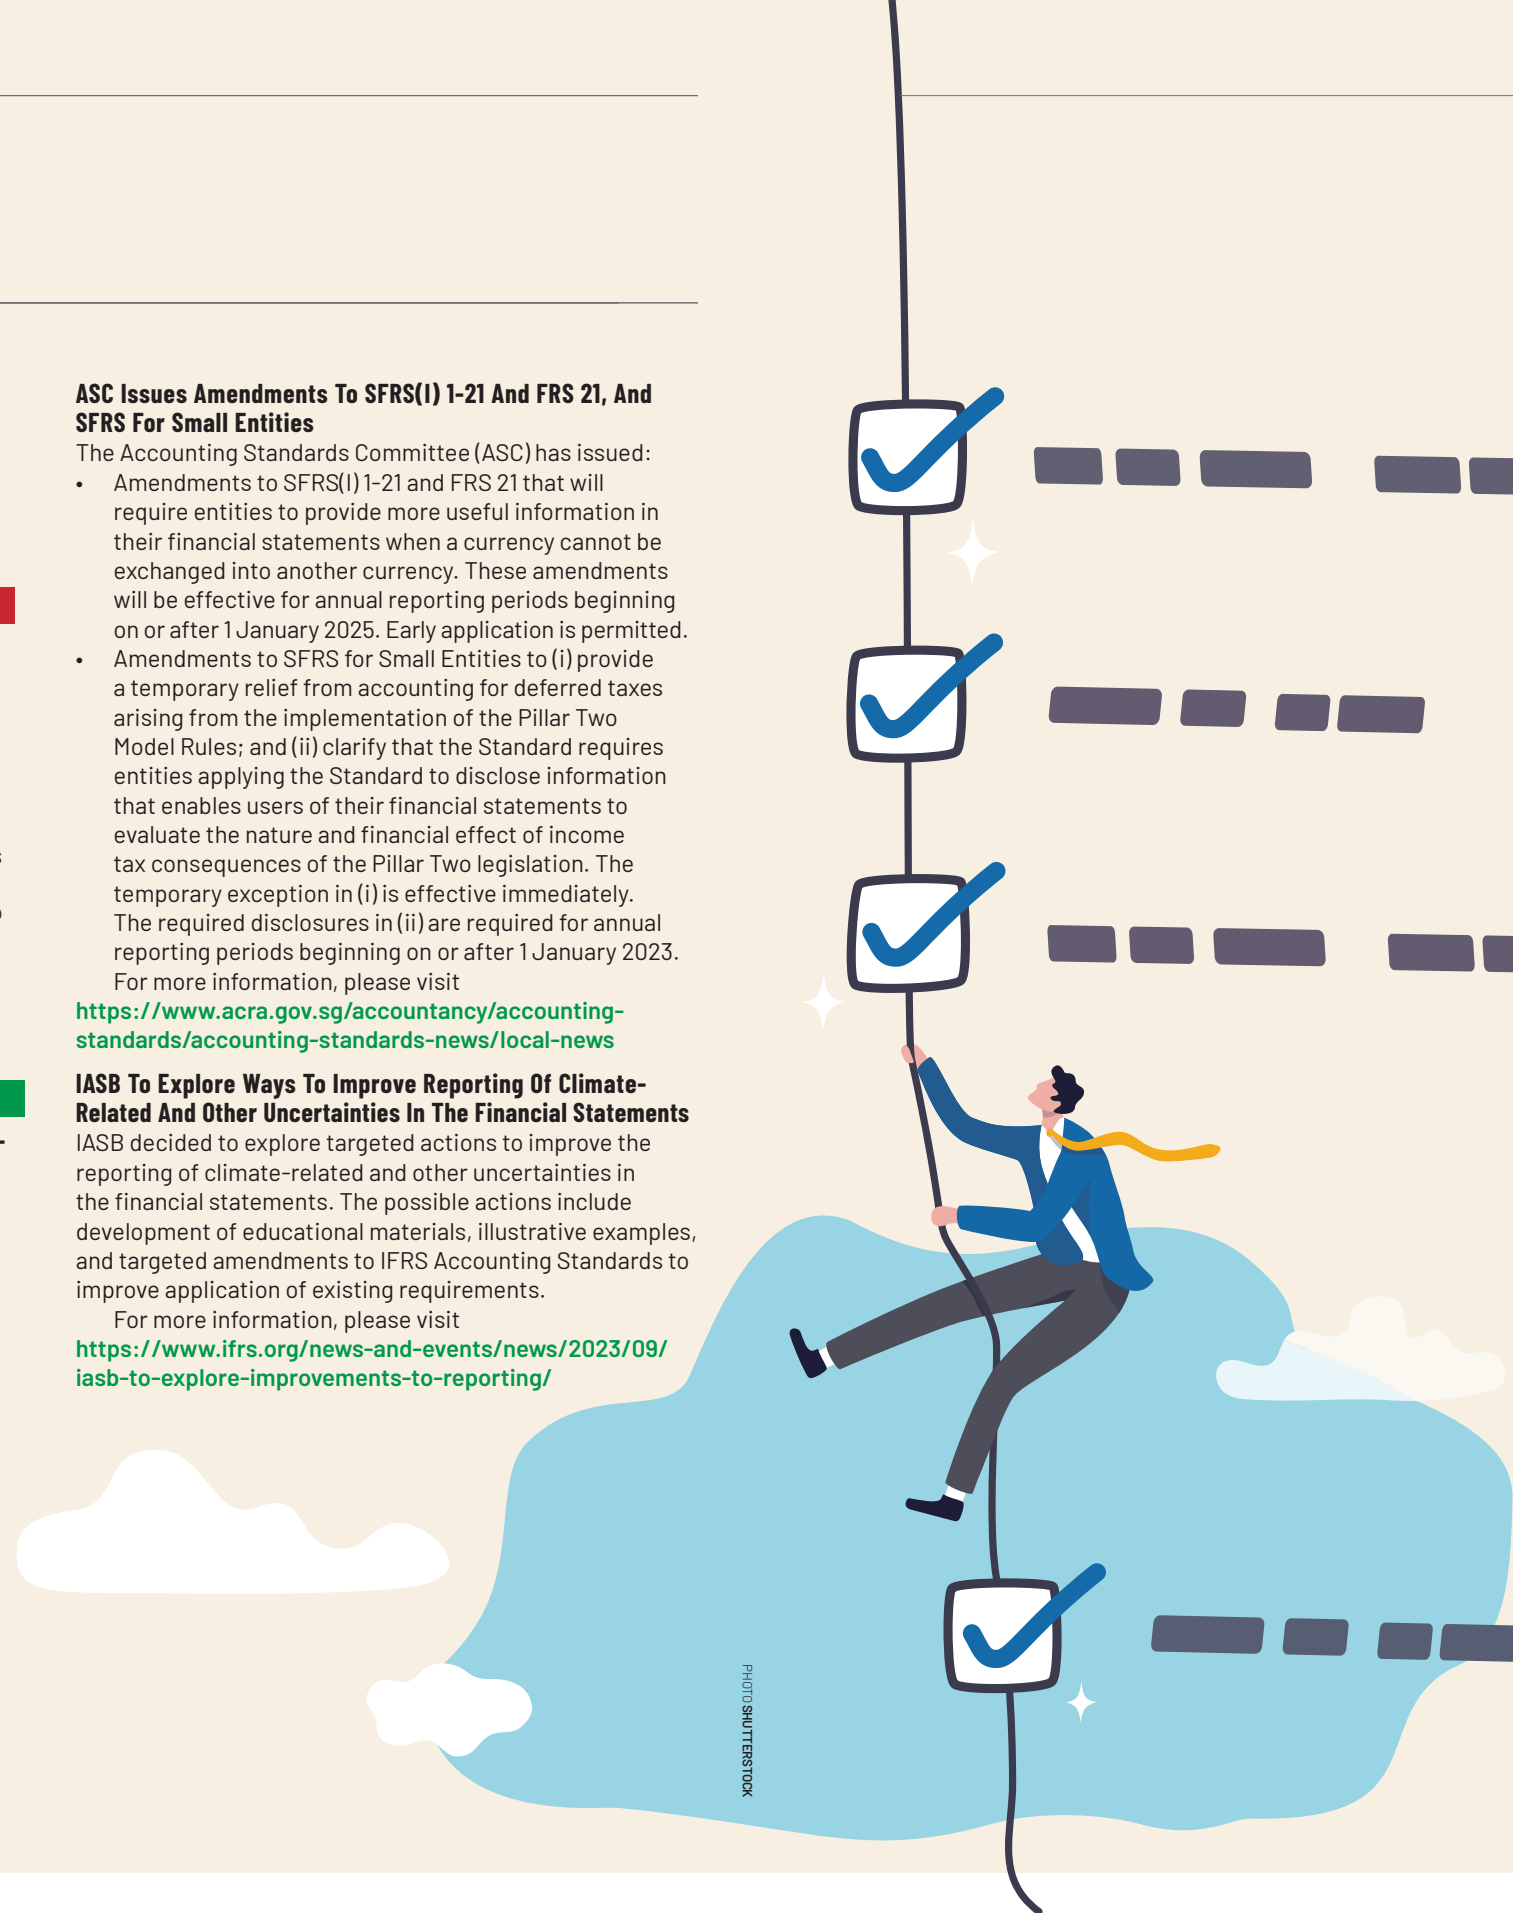 ASC Issues Amendments To SFRS(I) 1-21 And FRS 21, And
SFRS For Small Entities
The Accounting Standards Committee (ASC) has issued:
• Amendments to SFRS(I) 1-21 and FRS 21 that will
require entities to provide more useful information in
their financial statements when a currency cannot be
exchanged into another currency. These amendments
will be effective for annual reporting periods beginning
on or after 1 January 2025. Early application is permitted.
• Amendments to SFRS for Small Entities to (i) provide
a temporary relief from accounting for deferred taxes
arising from the implementation of the Pillar Two
Model Rules; and (ii) clarify that the Standard requires
entities applying the Standard to disclose information
that enables users of their financial statements to
evaluate the nature and financial effect of income
tax consequences of the Pillar Two legislation. The
temporary exception in (i) is effective immediately.
The required disclosures in (ii) are required for annual
reporting periods beginning on or after 1 January 2023.
For more information, please visit
https://www.acra.gov.sg/accountancy/accounting-
standards/accounting-standards-news/local-news
IASB To Explore Ways To Improve Reporting Of Climate-
Related And Other Uncertainties In The Financial Statements
IASB decided to explore targeted actions to improve the
reporting of climate-related and other uncertainties in
the financial statements. The possible actions include
development of educational materials, illustrative examples,
and targeted amendments to IFRS Accounting Standards to
improve application of existing requirements.
For more information, please visit
https://www.ifrs.org/news-and-events/news/2023/09/
iasb-to-explore-improvements-to-reporting/
PHOTO SHUTTERSTOCK